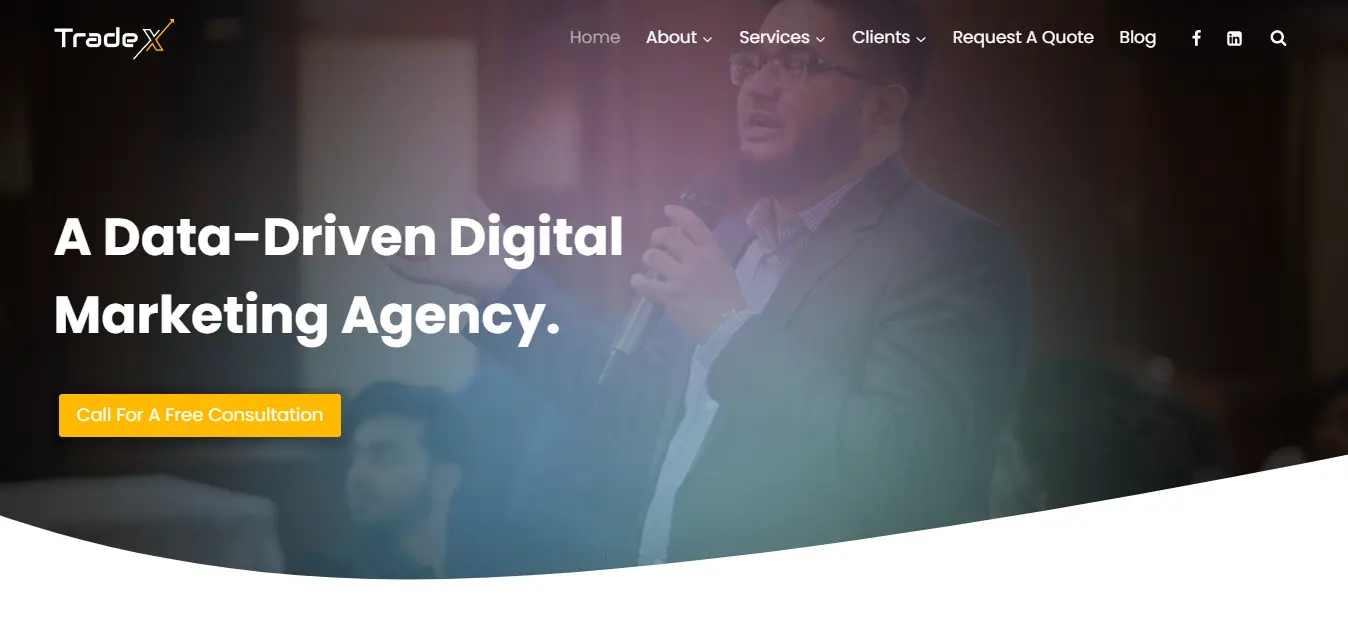 TradeX
Home About Services Clients Request A Quote Blog
A Data-Driven Digital
Marketing Agency.
Call For A Free Consultation